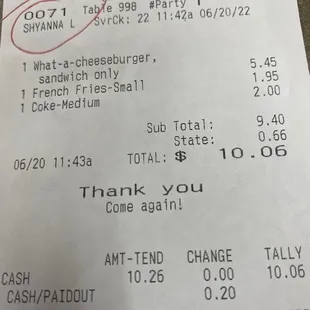 0071 Table 998 #Party 1
SHYANNA L SvrCk: 22 11:42a 06/20/22
1 What-a-cheeseburger, 5.45
sandwich only
1 French Fries-Small 1.95
1 Coke-Medium 2.00
Sub Total: 9.40
State: 0.66
06/20 11:43a TOTAL: $ 10.06
Thank you
Come again!
AMT-TEND CHANGE TALLY
CASH 10.26 0.00 10.06
CASH/PAIDOUT 0.20